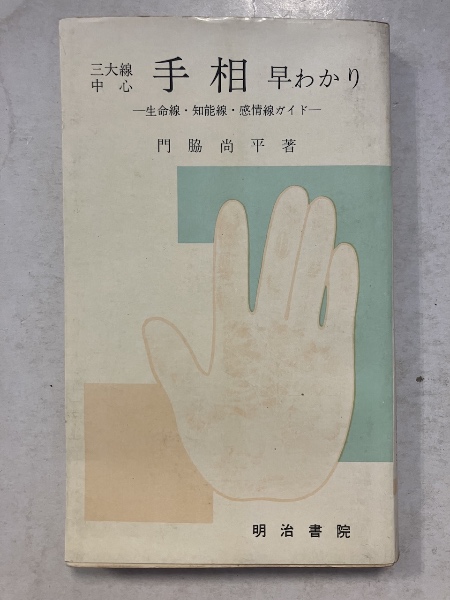 三大線
中心
手相早わかり
―生命線・知能線・感情線ガイド―
門脇尚平著
明治書院